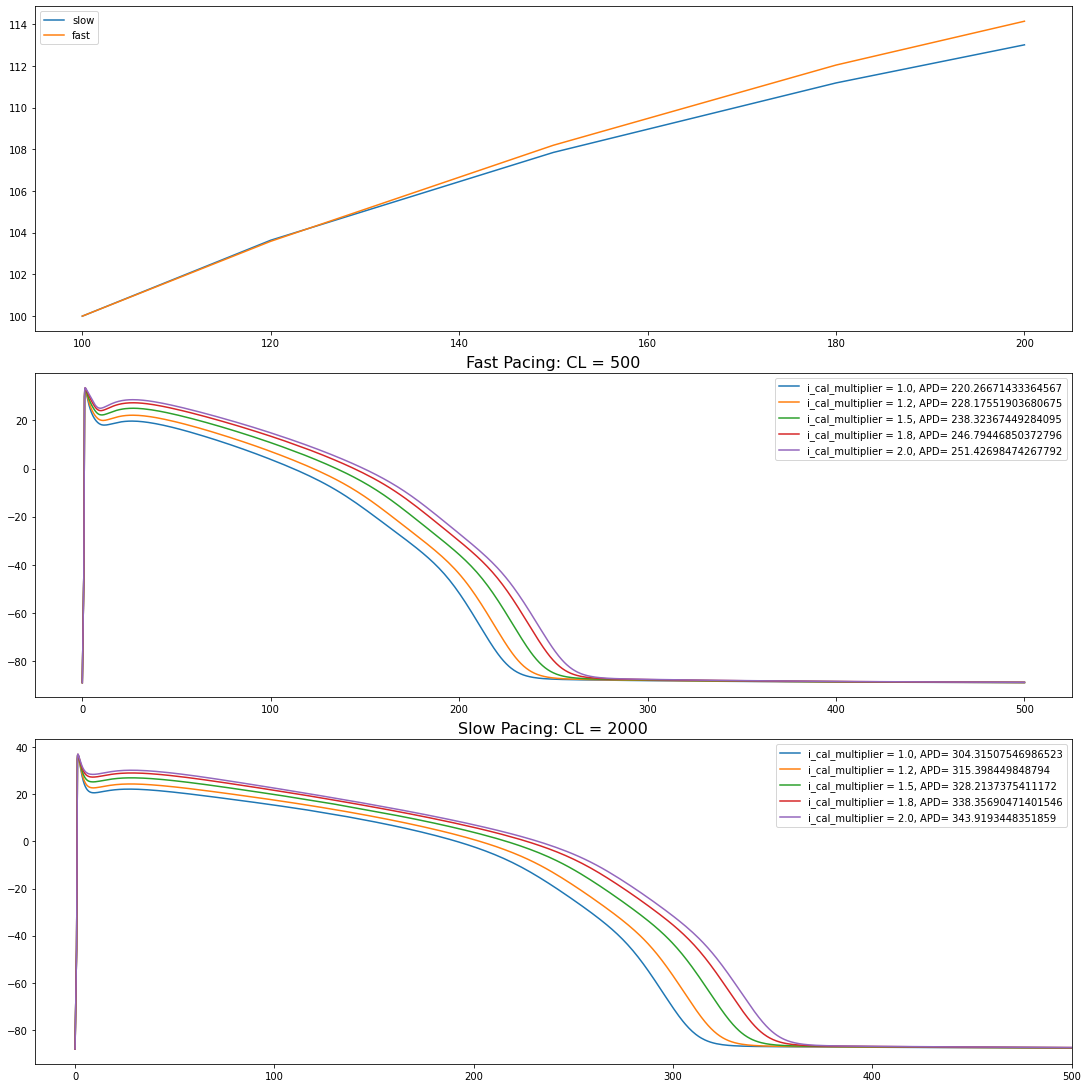 114
112
110
108
106
104
102
100
slow
fast
100
120
140
160
180
200
Fast Pacing: CL = 500
20
0
−20
−40
−60
−80
i_cal_multiplier = 1.0, APD= 220.26671433364567
i_cal_multiplier = 1.2, APD= 228.17551903680675
i_cal_multiplier = 1.5, APD= 238.32367449284095
i_cal_multiplier = 1.8, APD= 246.79446850372796
i_cal_multiplier = 2.0, APD= 251.42698474267792
0
100
200
300
400
500
Slow Pacing: CL = 2000
40
20
0
−20
−40
−60
−80
i_cal_multiplier = 1.0, APD= 304.31507546986523
i_cal_multiplier = 1.2, APD= 315.398449848794
i_cal_multiplier = 1.5, APD= 328.2137375411172
i_cal_multiplier = 1.8, APD= 338.35690471401546
i_cal_multiplier = 2.0, APD= 343.9193448351859
0
100
200
300
400
500